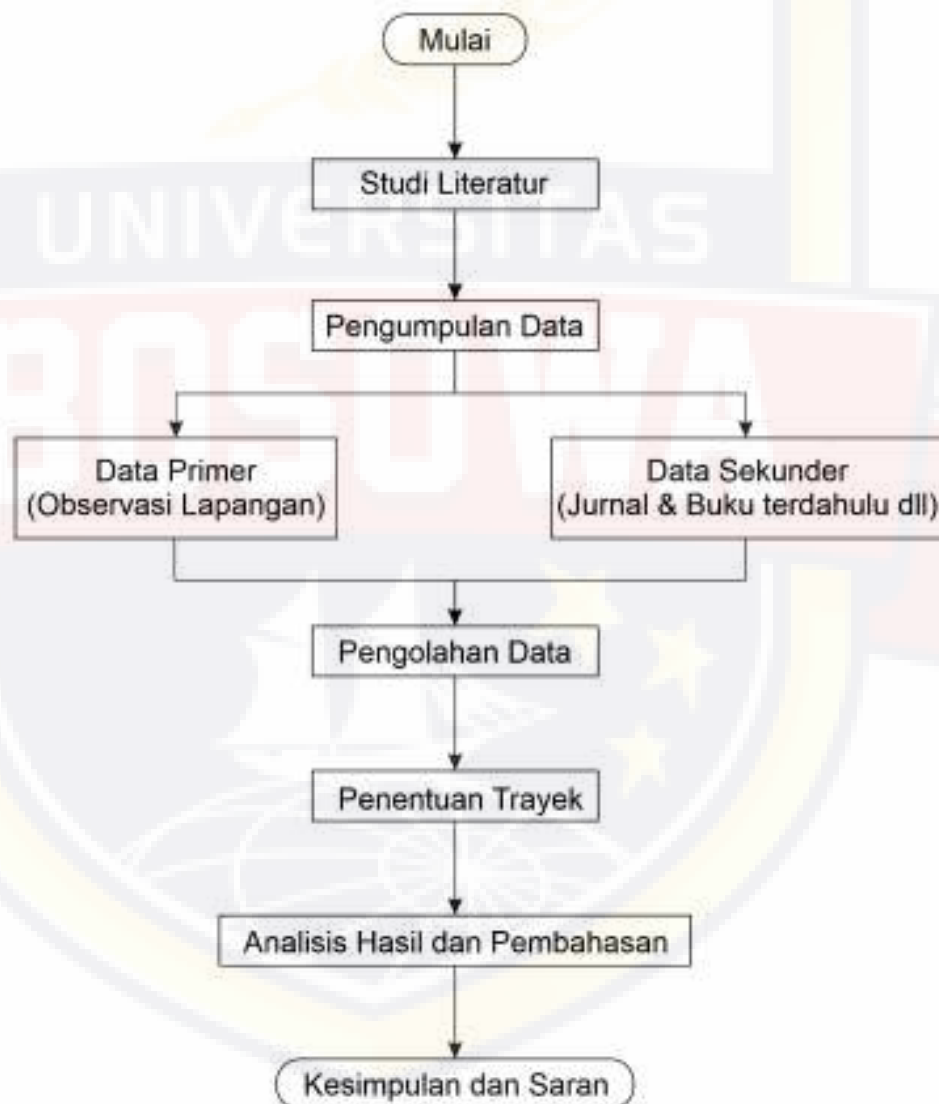 Mulai
Studi Literatur
UNIVERSITAS
Pengumpulan Data
BOSOWA
Data Primer
(Observasi Lapangan)
Data Sekunder
(Jurnal & Buku terdahulu dll)
Pengolahan Data
Penentuan Trayek
Analisis Hasil dan Pembahasan
Kesimpulan dan Saran